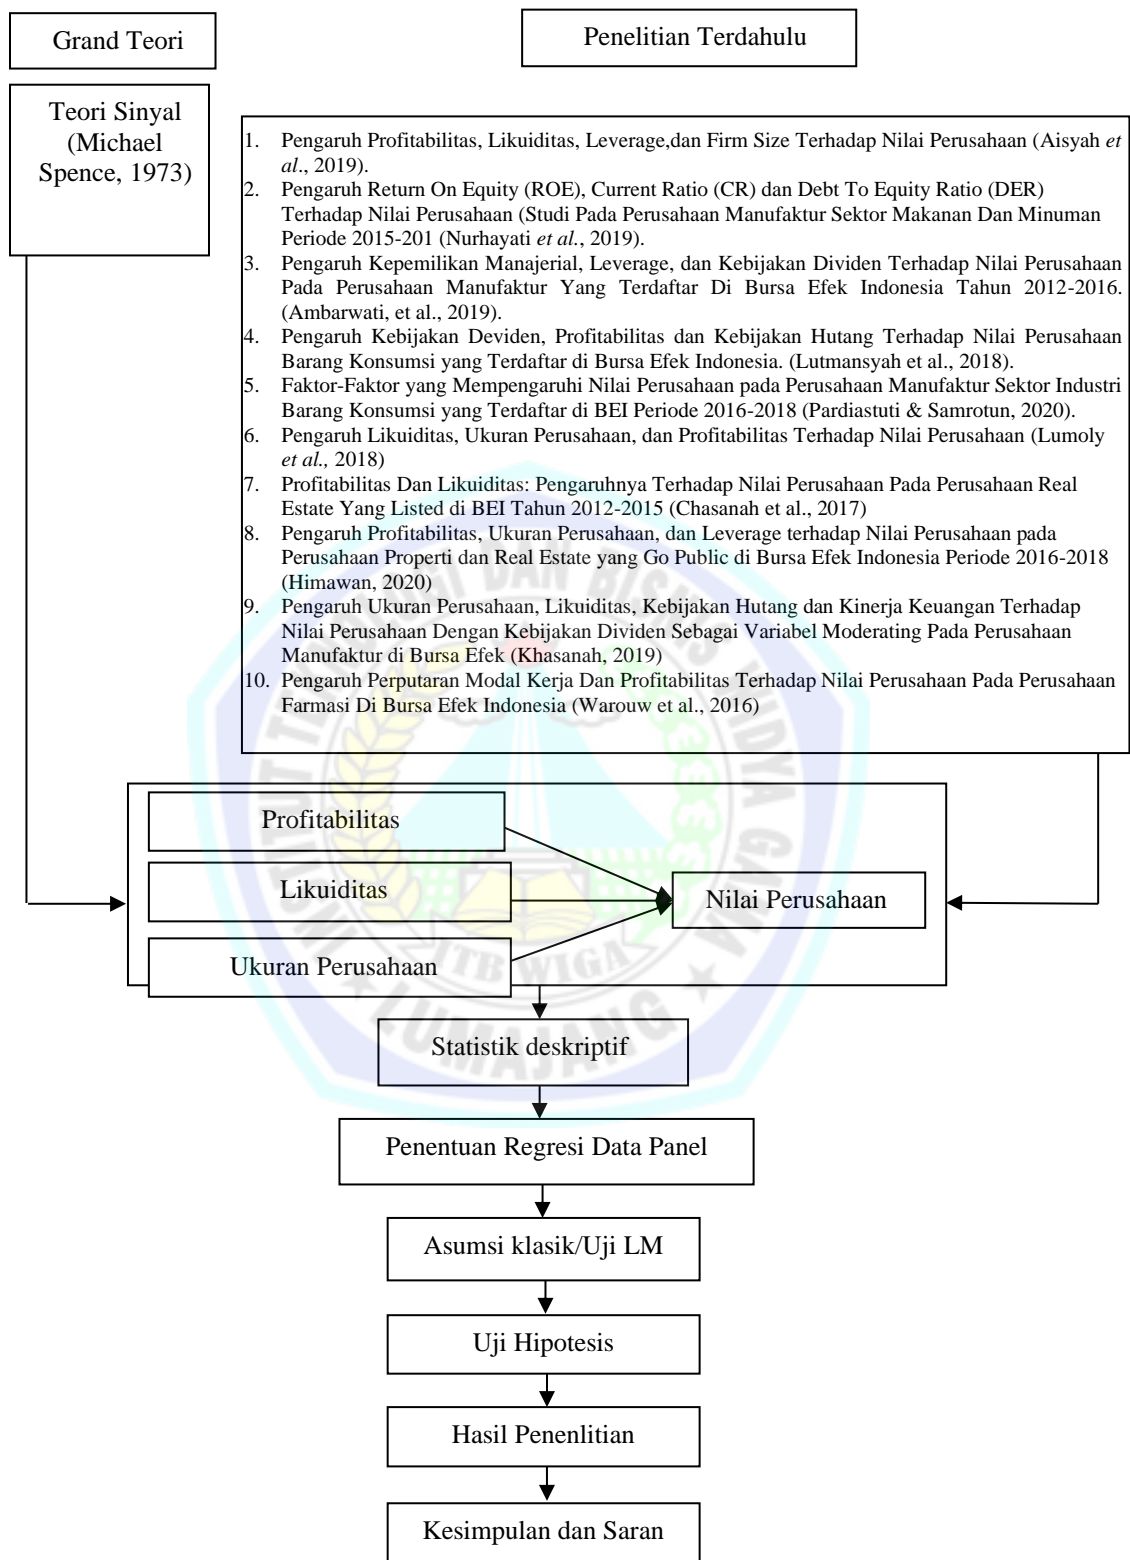 Grand Teori
Penelitian Terdahulu
Teori Sinyal
(Michael
Spence, 1973)
1. Pengaruh Profitabilitas, Likuiditas, Leverage,dan Firm Size Terhadap Nilai Perusahaan (Aisyah et
al., 2019).
2. Pengaruh Return On Equity (ROE), Current Ratio (CR) dan Debt To Equity Ratio (DER)
Terhadap Nilai Perusahaan (Studi Pada Perusahaan Manufaktur Sektor Makanan Dan Minuman
Periode 2015-201 (Nurhayati et al., 2019).
3. Pengaruh Kepemilikan Manajerial, Leverage, dan Kebijakan Dividen Terhadap Nilai Perusahaan
Pada Perusahaan Manufaktur Yang Terdaftar Di Bursa Efek Indonesia Tahun 2012-2016.
(Ambarwati, et al., 2019).
4. Pengaruh Kebijakan Deviden, Profitabilitas dan Kebijakan Hutang Terhadap Nilai Perusahaan
Barang Konsumsi yang Terdaftar di Bursa Efek Indonesia. (Lutmansyah et al., 2018).
5. Faktor-Faktor yang Mempengaruhi Nilai Perusahaan pada Perusahaan Manufaktur Sektor Industri
Barang Konsumsi yang Terdaftar di BEI Periode 2016-2018 (Pardiastuti & Samrotun, 2020).
6. Pengaruh Likuiditas, Ukuran Perusahaan, dan Profitabilitas Terhadap Nilai Perusahaan (Lumoly
et al., 2018)
7. Profitabilitas Dan Likuiditas: Pengaruhnya Terhadap Nilai Perusahaan Pada Perusahaan Real
Estate Yang Listed di BEI Tahun 2012-2015 (Chasanah et al., 2017)
8. Pengaruh Profitabilitas, Ukuran Perusahaan, dan Leverage terhadap Nilai Perusahaan pada
Perusahaan Properti dan Real Estate yang Go Public di Bursa Efek Indonesia Periode 2016-2018
(Himawan, 2020)
9. Pengaruh Ukuran Perusahaan, Likuiditas, Kebijakan Hutang dan Kinerja Keuangan Terhadap
Nilai Perusahaan Dengan Kebijakan Dividen Sebagai Variabel Moderating Pada Perusahaan
Manufaktur di Bursa Efek (Khasanah, 2019)
10. Pengaruh Perputaran Modal Kerja Dan Profitabilitas Terhadap Nilai Perusahaan Pada Perusahaan
Farmasi Di Bursa Efek Indonesia (Warouw et al., 2016)
INSTITUT TEKNOLOGI DAN BISNIS WIDYA GAMA
ITB WIGA
LUMAJANG
Profitabilitas
Likuiditas
Nilai Perusahaan
Ukuran Perusahaan
Statistik deskriptif
Penentuan Regresi Data Panel
Asumsi klasik/Uji LM
Uji Hipotesis
Hasil Penenlitian
Kesimpulan dan Saran